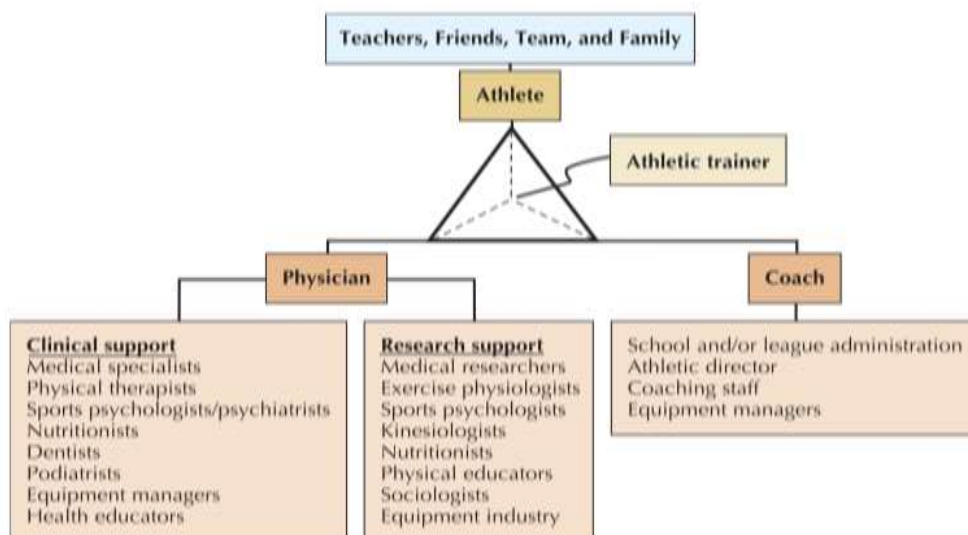 Teachers, Friends, Team, and Family
Athlete
Athletic trainer
Physician
Coach
Clinical support
Medical specialists
Physical therapists
Sports psychologists/psychiatrists
Nutritionists
Dentists
Podiatrists
Equipment managers
Health educators
Research support
Medical researchers
Exercise physiologists
Sports psychologists
Kinesiologists
Nutritionists
Physical educators
Sociologists
Equipment industry
School and/or league administration
Athletic director
Coaching staff
Equipment managers